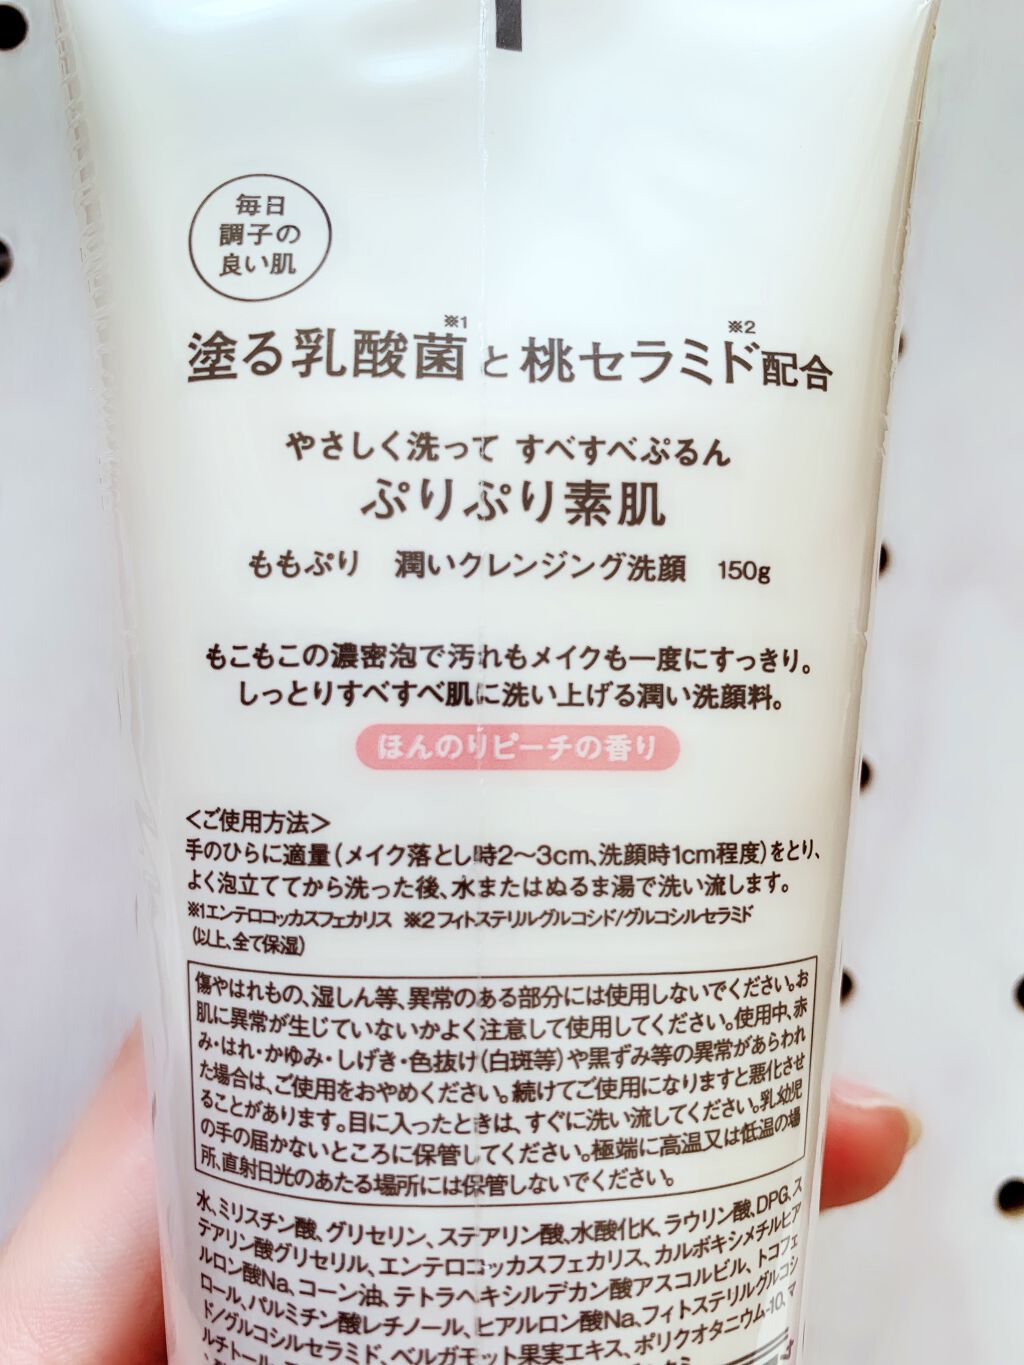 毎日
調子の
良い肌
塗る乳酸菌※1と桃セラミド※2配合
やさしく洗って すべすべぷるん
ぷりぷり素肌
ももぷり 潤いクレンジング洗顔 150g
もこもこの濃密泡で汚れもメイクも一度にすっきり。
しっとりすべすべ肌に洗い上げる潤い洗顔料。
ほんのりピーチの香り
<ご使用方法>
手のひらに適量(メイク落とし時2〜3cm、洗顔時1cm程度)をとり、
よく泡立ててから洗った後、水またはぬるま湯で洗い流します。
※1エンテロコッカスフェカリス ※2フィトステリルグルコシド/グルコシルセラミド
(以上、全て保湿)
傷やはれもの、湿しん等、異常のある部分には使用しないでください。お
肌に異常が生じていないかよく注意して使用してください。使用中、赤
み・はれ・かゆみ・しげき・色抜け(白斑等)や黒ずみ等の異常があらわれ
た場合は、ご使用をおやめください。続けてご使用になりますと悪化させ
ることがあります。目に入ったときは、すぐに洗い流してください。乳幼児
の手の届かないところに保管してください。極端に高温又は低温の場
所、直射日光のあたる場所には保管しないでください。
水、ミリスチン酸、グリセリン、ステアリン酸、水酸化K、ラウリン酸、DPG、ス
テアリン酸グリセリル、エンテロコッカスフェカリス、カルボキシメチルヒア
ルロン酸Na、コーン油、テトラヘキシルデカン酸アスコルビル、トコフェ
ロール、パルミチン酸レチノール、ヒアルロン酸Na、フィトステリルグルコシ
ド/グルコシルセラミド、ベルガモット果実エキス、ポリクオタニウム-10、マ
ルチトール、